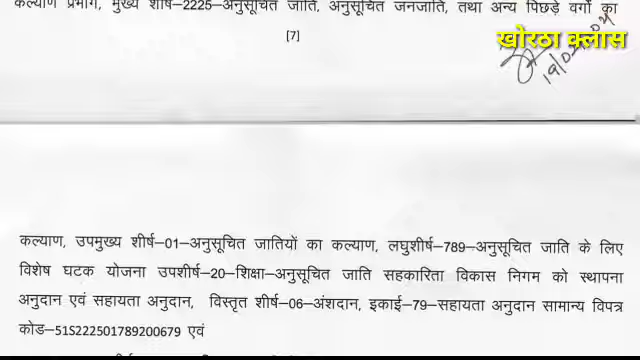 कल्याण प्रभाग, मुख्य शीर्ष–2225–अनुसूचित जाति, अनुसूचित जनजाति, तथा अन्य पिछड़े वर्गों का
[7]
खोरठा क्लास
कल्याण, उपमुख्य शीर्ष–01–अनुसूचित जातियों का कल्याण, लघुशीर्ष–789–अनुसूचित जाति के लिए
विशेष घटक योजना उपशीर्ष–20–शिक्षा–अनुसूचित जाति सहकारिता विकास निगम को स्थापना
अनुदान एवं सहायता अनुदान, विस्तृत शीर्ष–06–अंशदान, इकाई–79–सहायता अनुदान सामान्य विपत्र
कोड–51S222501789200679 एवं